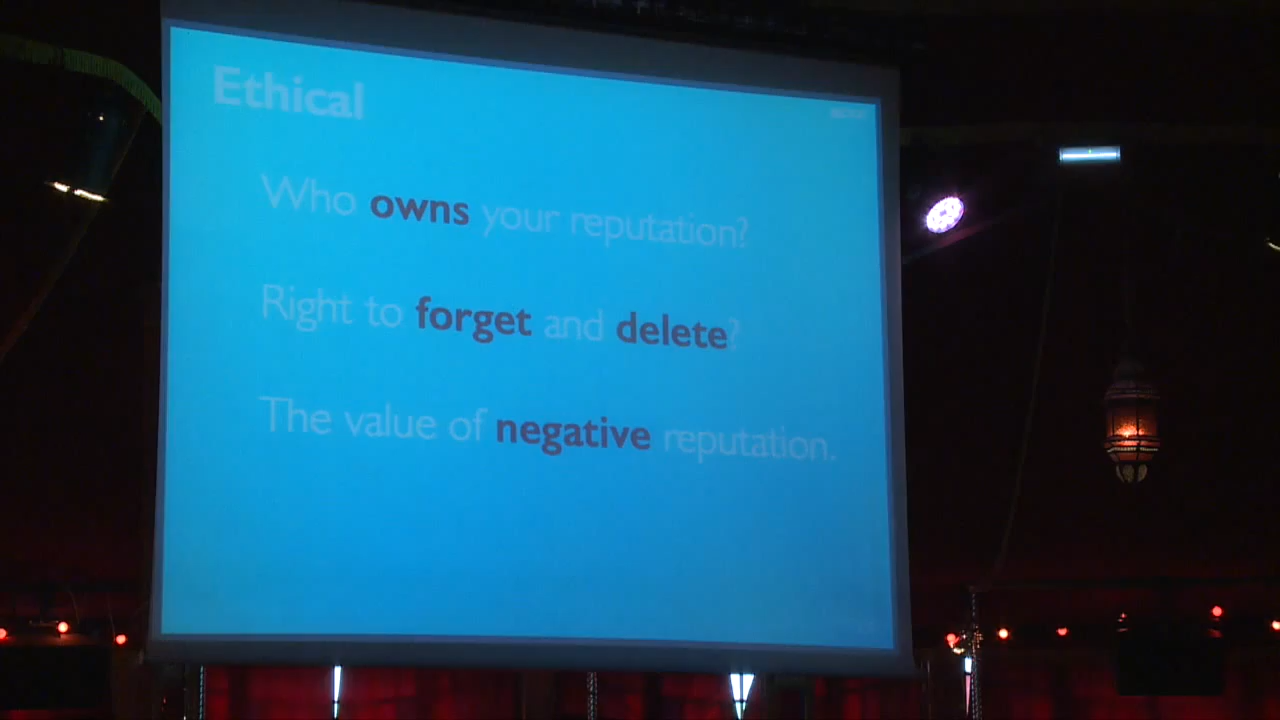 Ethical
Who owns your reputation?
Right to forget and delete?
The value of negative reputation.